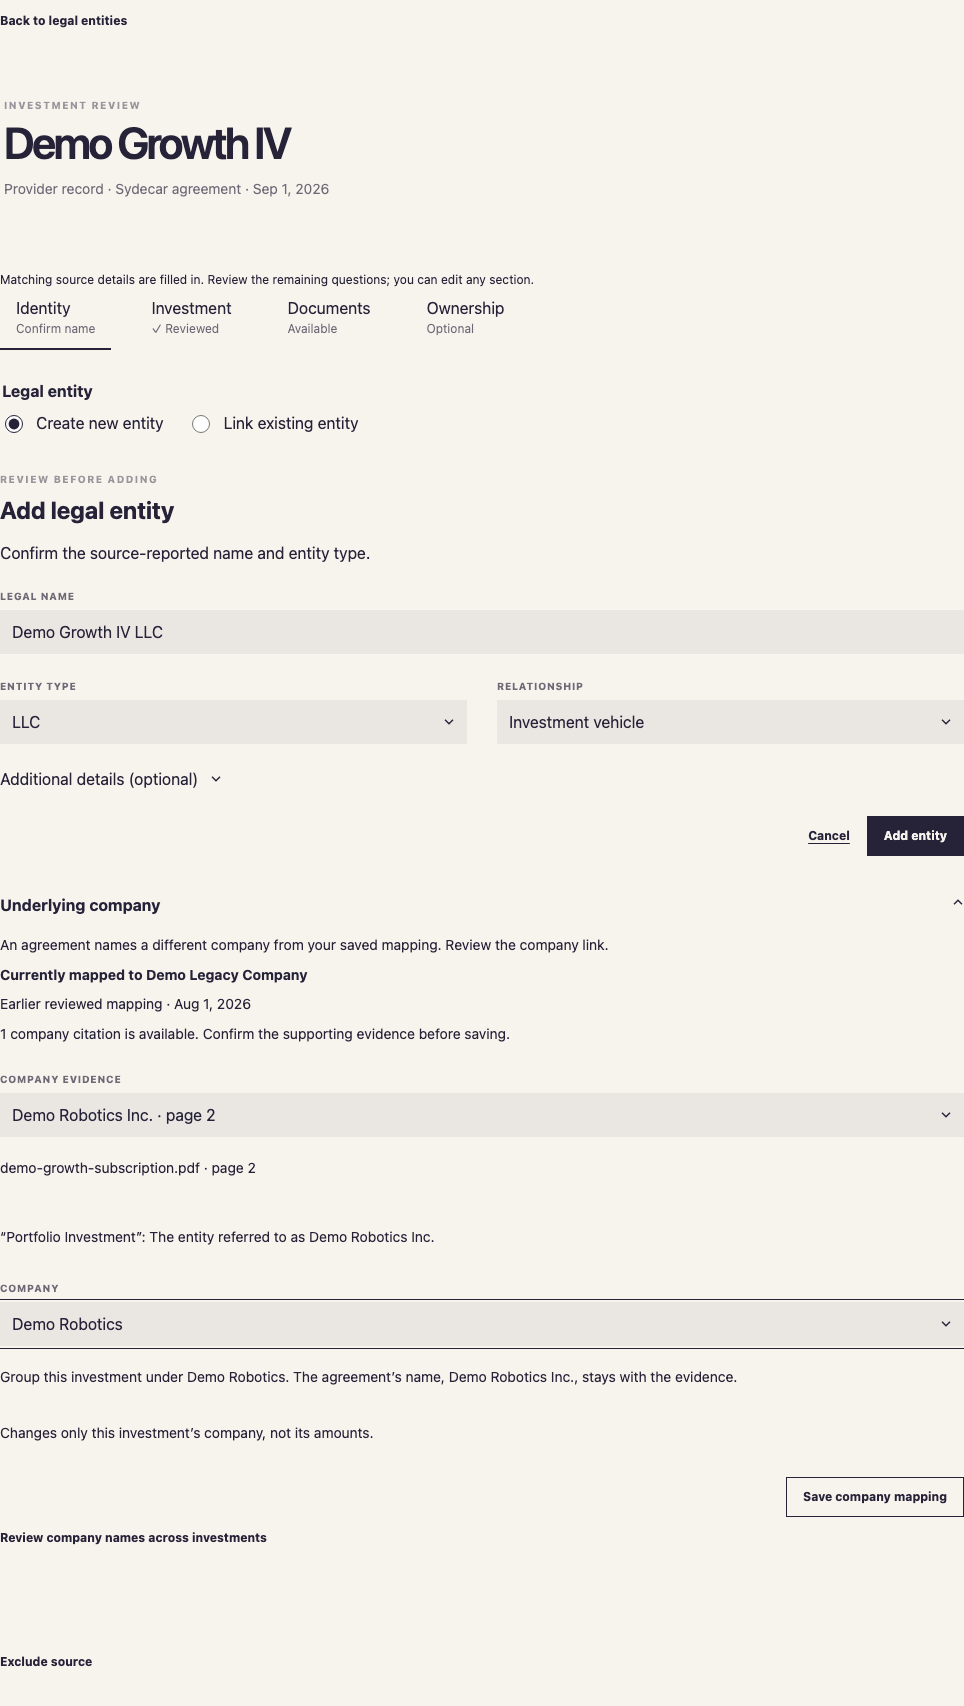 Back to legal entities
INVESTMENT REVIEW
Demo Growth IV
Provider record · Sydecar agreement · Sep 1, 2026
Matching source details are filled in. Review the remaining questions; you can edit any section.
Identity
Confirm name
Investment
✓ Reviewed
Documents
Available
Ownership
Optional
Legal entity
Create new entity
Link existing entity
REVIEW BEFORE ADDING
Add legal entity
Confirm the source-reported name and entity type.
LEGAL NAME
Demo Growth IV LLC
ENTITY TYPE
LLC
RELATIONSHIP
Investment vehicle
Additional details (optional)
Cancel
Add entity
Underlying company
An agreement names a different company from your saved mapping. Review the company link.
Currently mapped to Demo Legacy Company
Earlier reviewed mapping · Aug 1, 2026
1 company citation is available. Confirm the supporting evidence before saving.
COMPANY EVIDENCE
Demo Robotics Inc. · page 2
demo-growth-subscription.pdf · page 2
“Portfolio Investment”: The entity referred to as Demo Robotics Inc.
COMPANY
Demo Robotics
Group this investment under Demo Robotics. The agreement’s name, Demo Robotics Inc., stays with the evidence.
Changes only this investment’s company, not its amounts.
Save company mapping
Review company names across investments
Exclude source